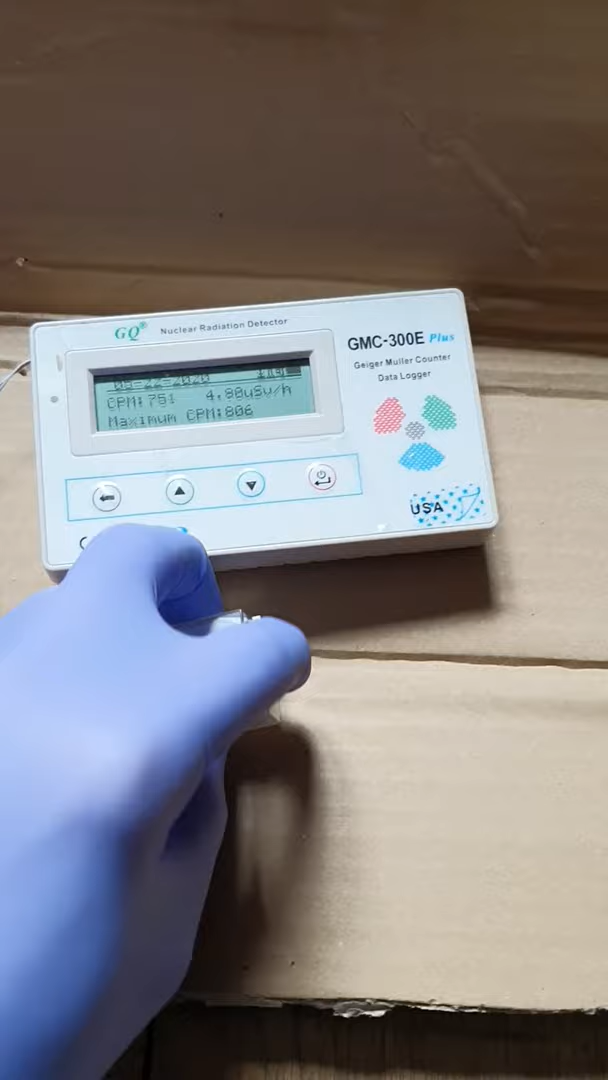 GQ® Nuclear Radiation Detector
GMC-300E Plus
Geiger Muller Counter
Data Logger
CPM:751 4.88uSv/h
Maximum CPM:806
USA